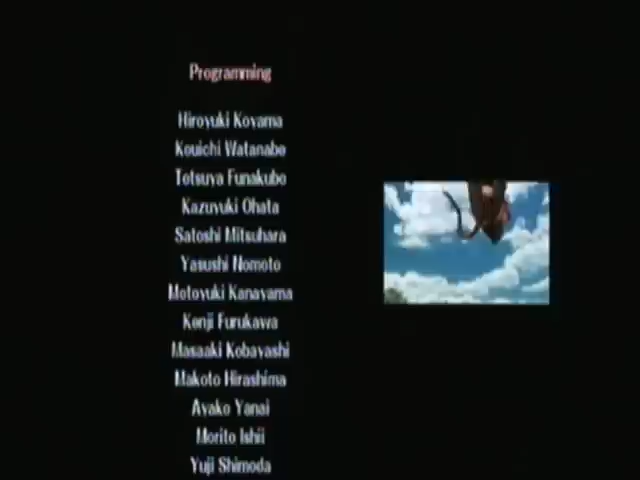 Programming
Hiroyuki Koyama
Kouichi Watanabe
Tetsuya Funakubo
Kazuyuki Ohata
Satoshi Mitsuhara
Yasushi Nomoto
Motoyuki Kanayama
Kenji Furukawa
Masaaki Kobayashi
Makoto Hirashima
Ayako Yanai
Morito Ishii
Yuji Shimoda